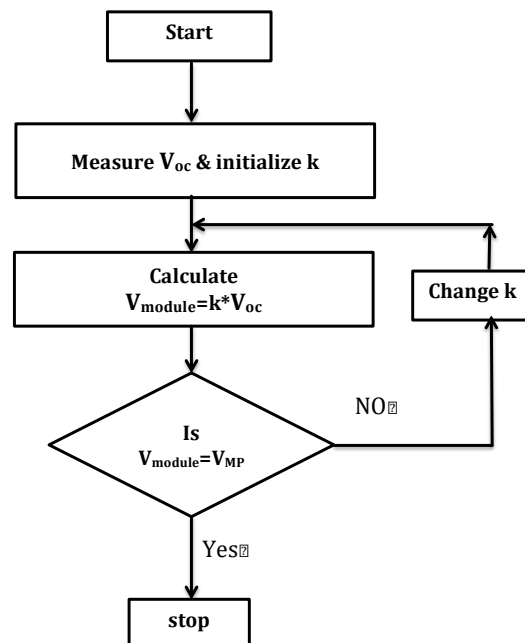 Start
Measure Voc & initialize k
Calculate
Vmodule=k*Voc
Change k
Is
Vmodule=VMP
NO
Yes
stop